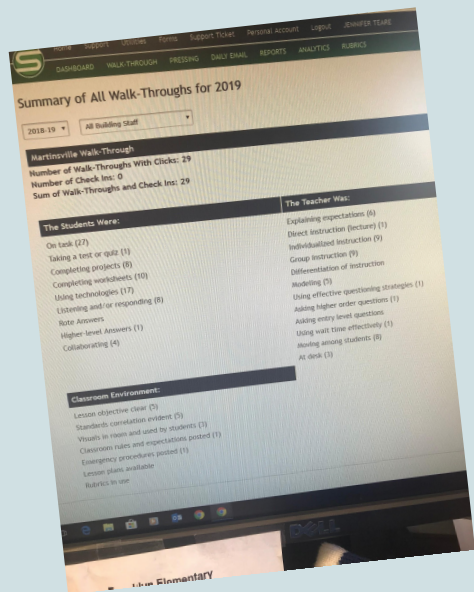 Home Support Utilities Forms Support Ticket Personal Account Logout JENNIFER TEARE
S
DASHBOARD WALK-THROUGH PRESSING DAILY EMAIL REPORTS ANALYTICS RUBRICS
Summary of All Walk-Throughs for 2019
2018-19 All Building Staff
Martinsville Walk-Through
Number of Walk-Throughs With Clicks: 29
Number of Check Ins: 0
Sum of Walk-Throughs and Check Ins: 29
The Students Were:
On task (27)
Taking a test or quiz (1)
Completing projects (8)
Completing worksheets (10)
Using technologies (17)
Listening and/or responding (8)
Rote Answers
Higher-level Answers (1)
Collaborating (4)
The Teacher Was:
Explaining expectations (6)
Direct instruction (lecture) (1)
Individualized instruction (9)
Group instruction (9)
Differentiation of instruction
Modeling (5)
Using effective questioning strategies (1)
Asking higher order questions (1)
Asking entry level questions
Using wait time effectively (1)
Moving among students (8)
At desk (3)
Classroom Environment:
Lesson objective clear (5)
Standards correlation evident (5)
Visuals in room and used by students (3)
Classroom rules and expectations posted (1)
Emergency procedures posted (1)
Lesson plans available
Rubrics in use
DELL
Elementary